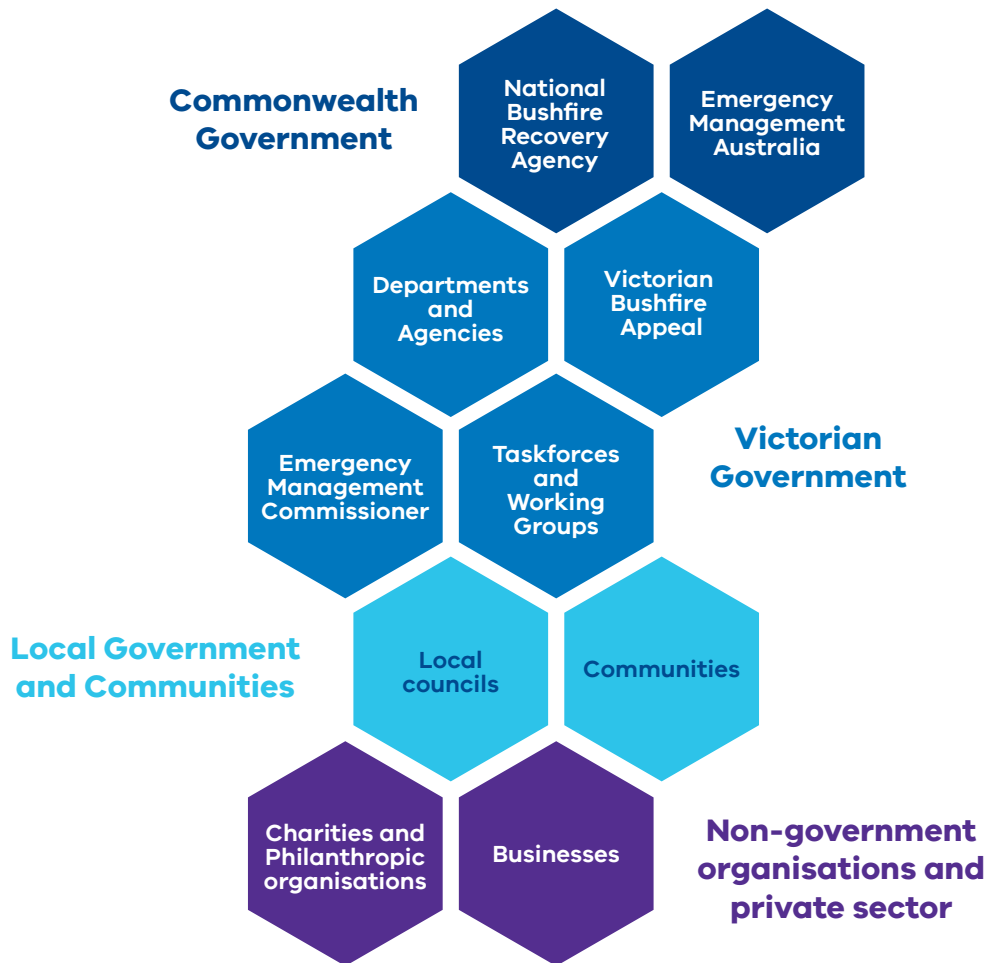 Commonwealth
Government
National
Bushfire
Recovery
Agency
Emergency
Management
Australia
Departments
and
Agencies
Victorian
Bushfire
Appeal
Emergency
Management
Commissioner
Taskforces
and
Working
Groups
Victorian
Government
Local Government
and Communities
Local
councils
Communities
Charities and
Philanthropic
organisations
Businesses
Non-government
organisations and
private sector